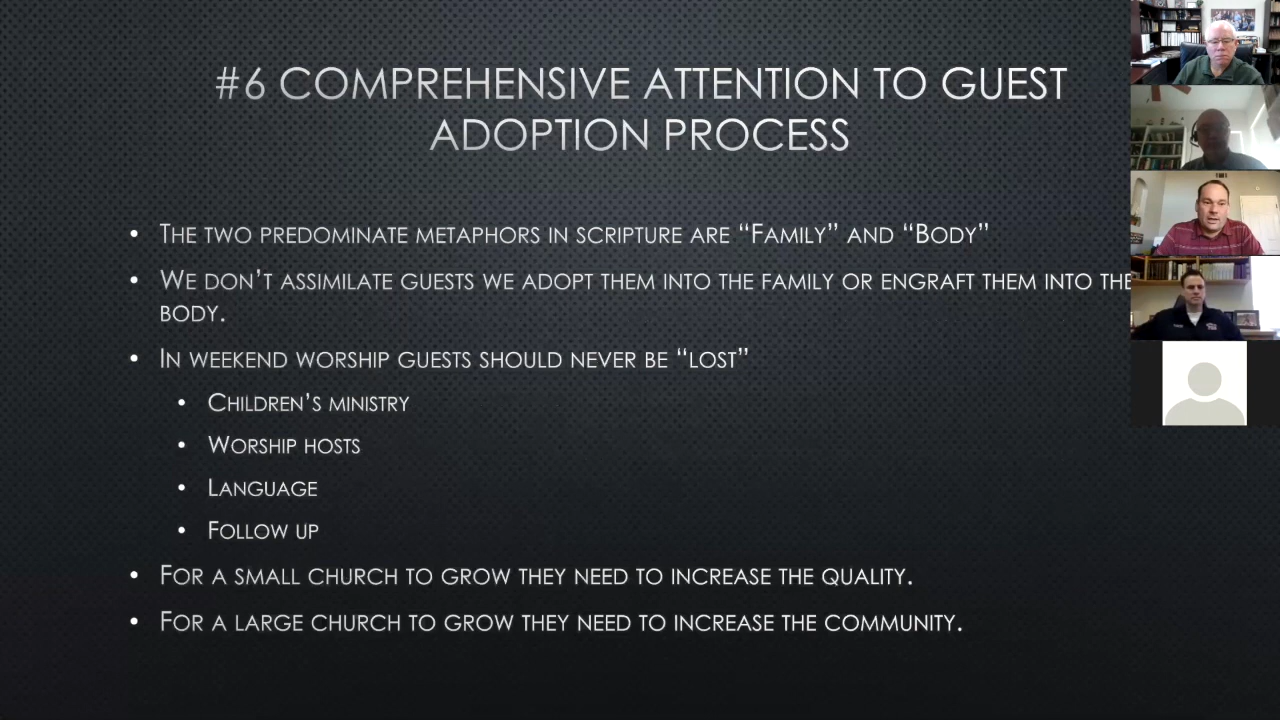 #6 COMPREHENSIVE ATTENTION TO GUEST
ADOPTION PROCESS
• THE TWO PREDOMINATE METAPHORS IN SCRIPTURE ARE “FAMILY” AND “BODY”
• WE DON’T ASSIMILATE GUESTS WE ADOPT THEM INTO THE FAMILY OR ENGRAFT THEM INTO THE
BODY.
• IN WEEKEND WORSHIP GUESTS SHOULD NEVER BE “LOST”
• CHILDREN’S MINISTRY
• WORSHIP HOSTS
• LANGUAGE
• FOLLOW UP
• FOR A SMALL CHURCH TO GROW THEY NEED TO INCREASE THE QUALITY.
• FOR A LARGE CHURCH TO GROW THEY NEED TO INCREASE THE COMMUNITY.